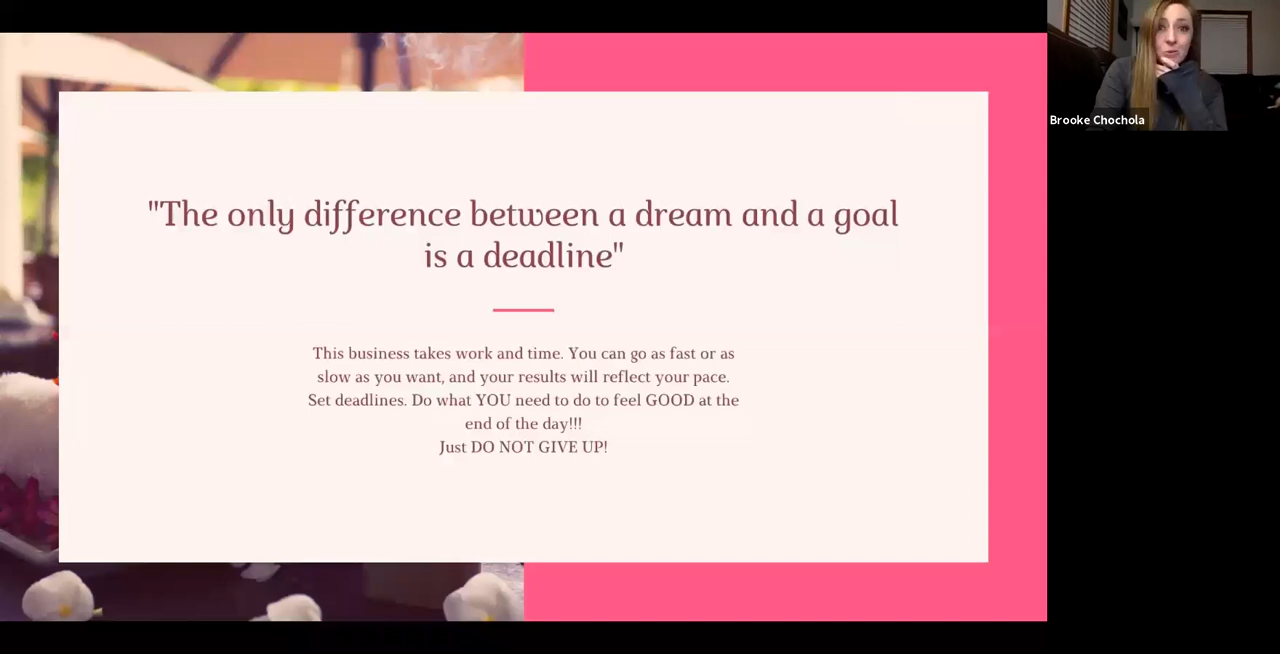 "The only difference between a dream and a goal
is a deadline"
This business takes work and time. You can go as fast or as
slow as you want, and your results will reflect your pace.
Set deadlines. Do what YOU need to do to feel GOOD at the
end of the day!!!
Just DO NOT GIVE UP!
Brooke Chochola